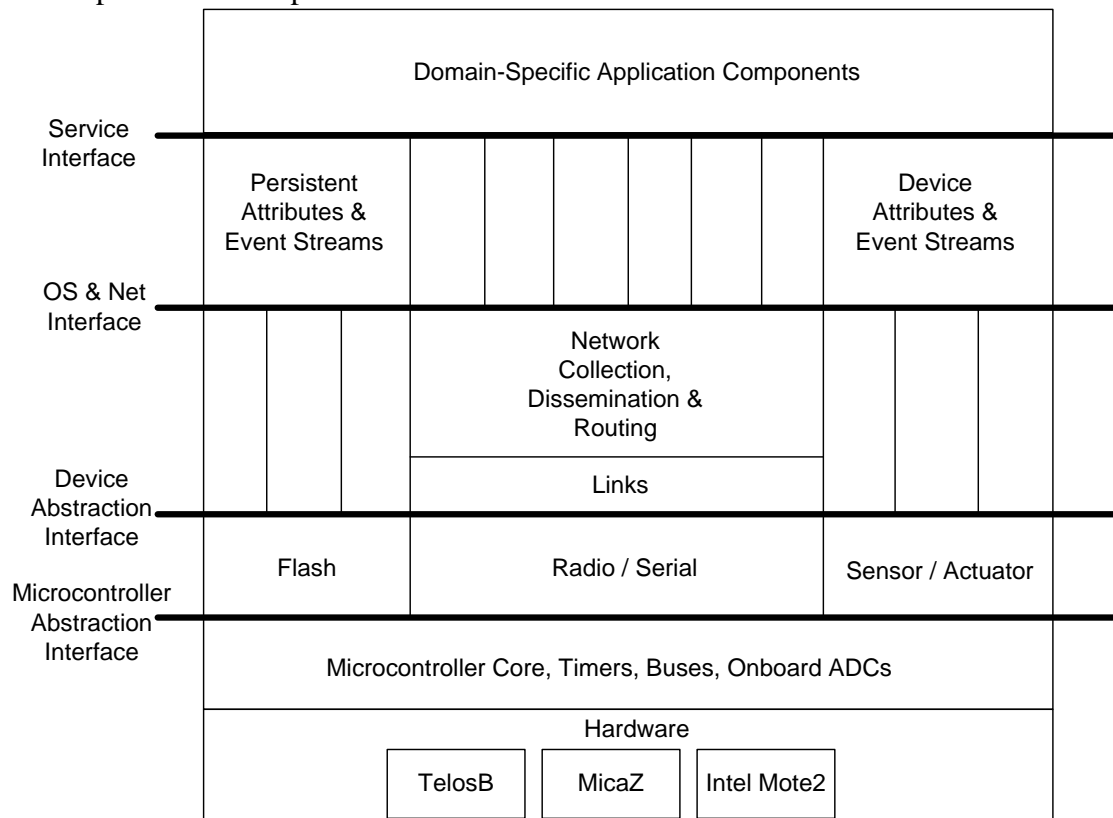 Domain-Specific Application Components
Service
Interface
Persistent
Attributes &
Event Streams
Device
Attributes &
Event Streams
OS & Net
Interface
Network
Collection,
Dissemination &
Routing
Links
Device
Abstraction
Interface
Flash
Radio / Serial
Sensor / Actuator
Microcontroller
Abstraction
Interface
Microcontroller Core, Timers, Buses, Onboard ADCs
Hardware
TelosB
MicaZ
Intel Mote2